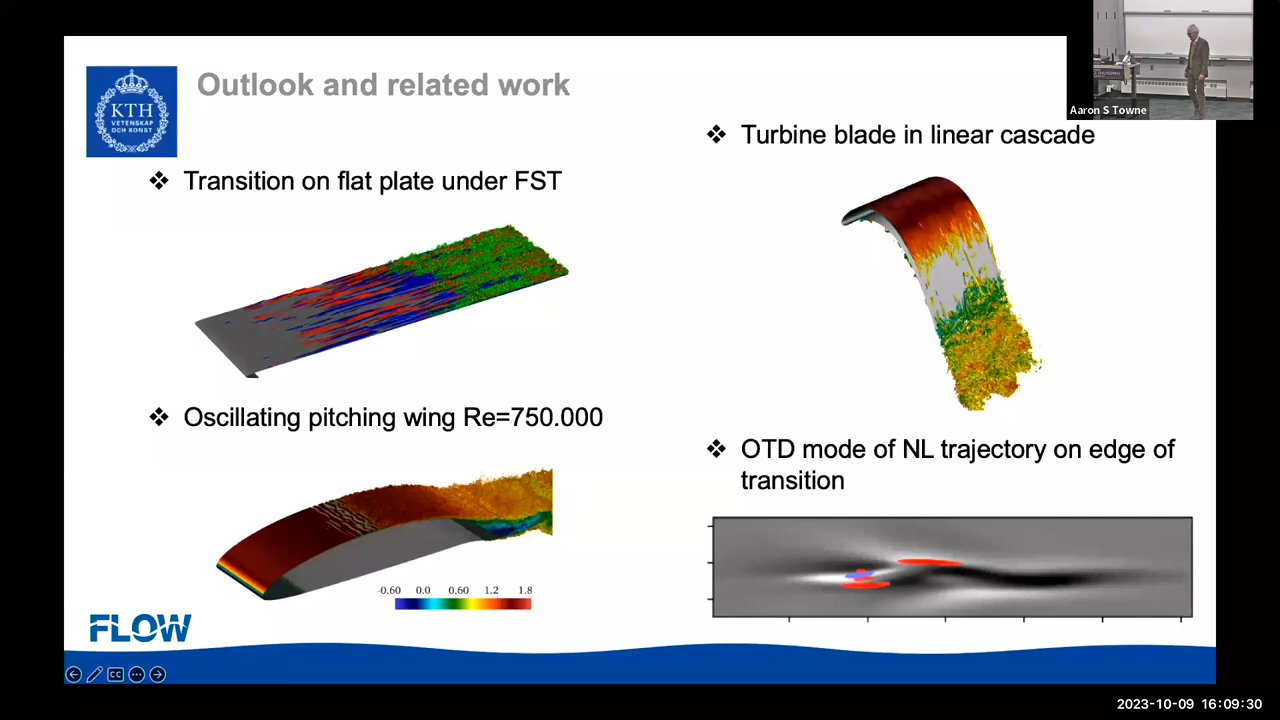 Outlook and related work
KTH
VETENSKAP
OCH KONST
Aaron S Towne
❖ Transition on flat plate under FST
❖ Oscillating pitching wing Re=750.000
-0.60 0.0 0.60 1.2 1.8
❖ Turbine blade in linear cascade
❖ OTD mode of NL trajectory on edge of
transition
FLOW
CC
2023-10-09 16:09:30